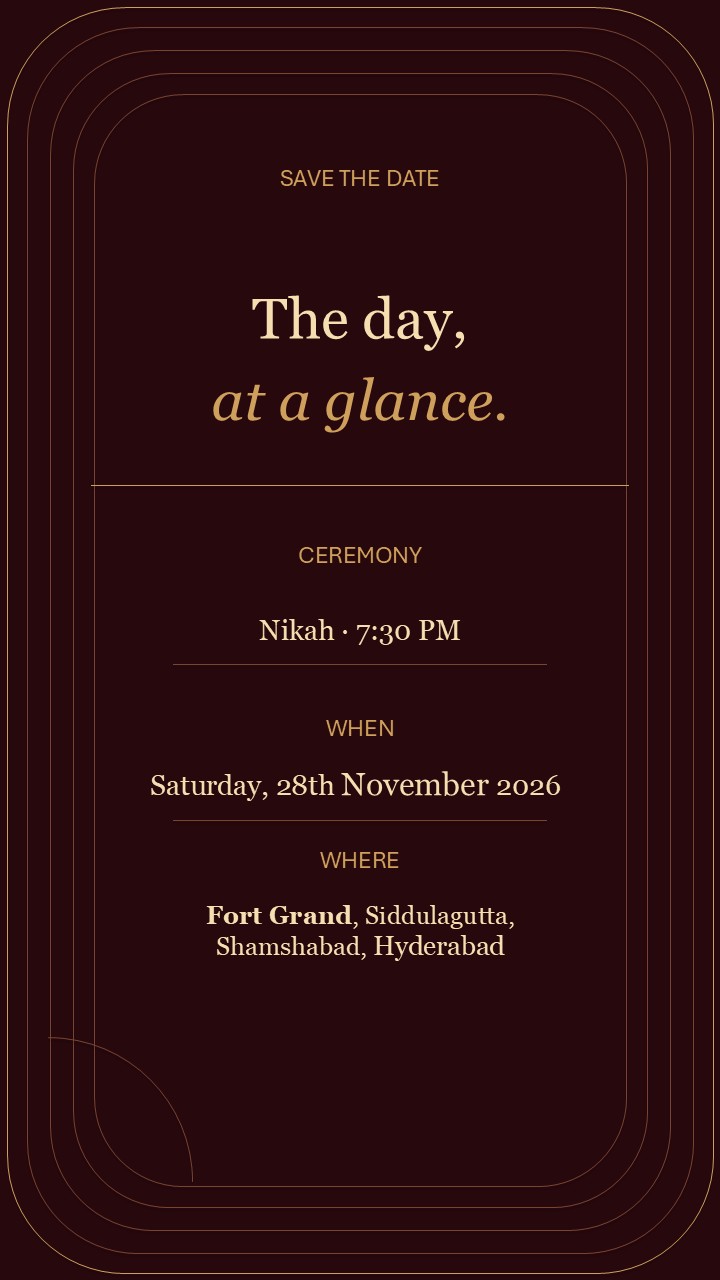 SAVE THE DATE
The day,
at a glance.
CEREMONY
Nikah · 7:30 PM
WHEN
Saturday, 28th November 2026
WHERE
Fort Grand, Siddulagutta,
Shamshabad, Hyderabad